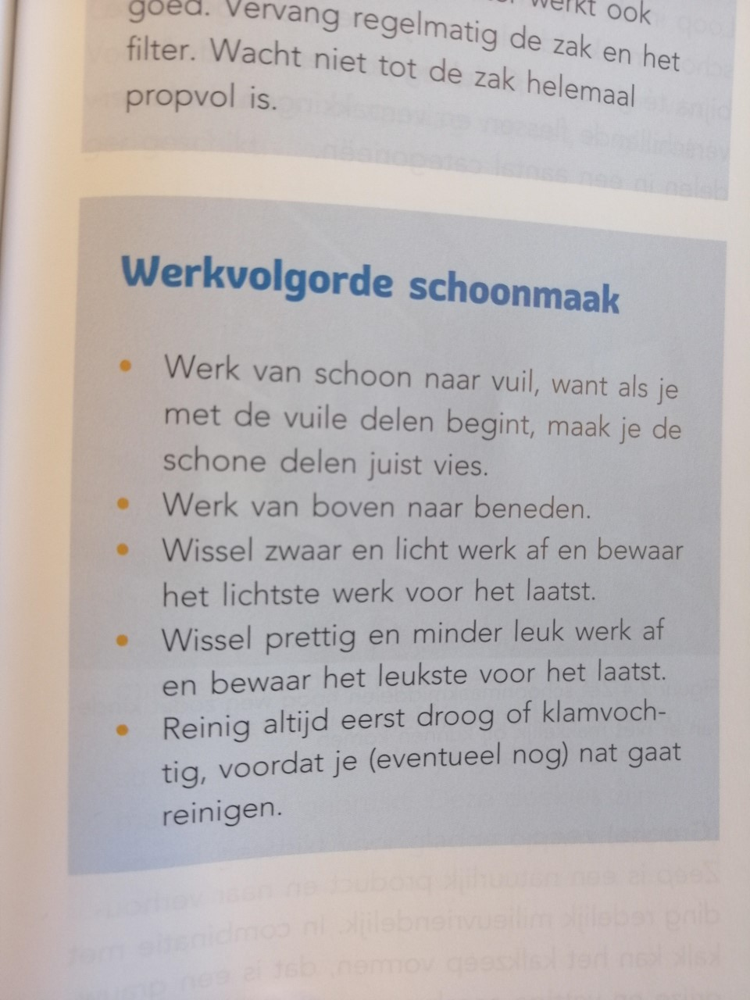 werkt ook
goed. Vervang regelmatig de zak en het
filter. Wacht niet tot de zak helemaal
propvol is.
Werkvolgorde schoonmaak
• Werk van schoon naar vuil, want als je
met de vuile delen begint, maak je de
schone delen juist vies.
• Werk van boven naar beneden.
• Wissel zwaar en licht werk af en bewaar
het lichtste werk voor het laatst.
• Wissel prettig en minder leuk werk af
en bewaar het leukste voor het laatst.
• Reinig altijd eerst droog of klamvoch-
tig, voordat je (eventueel nog) nat gaat
reinigen.